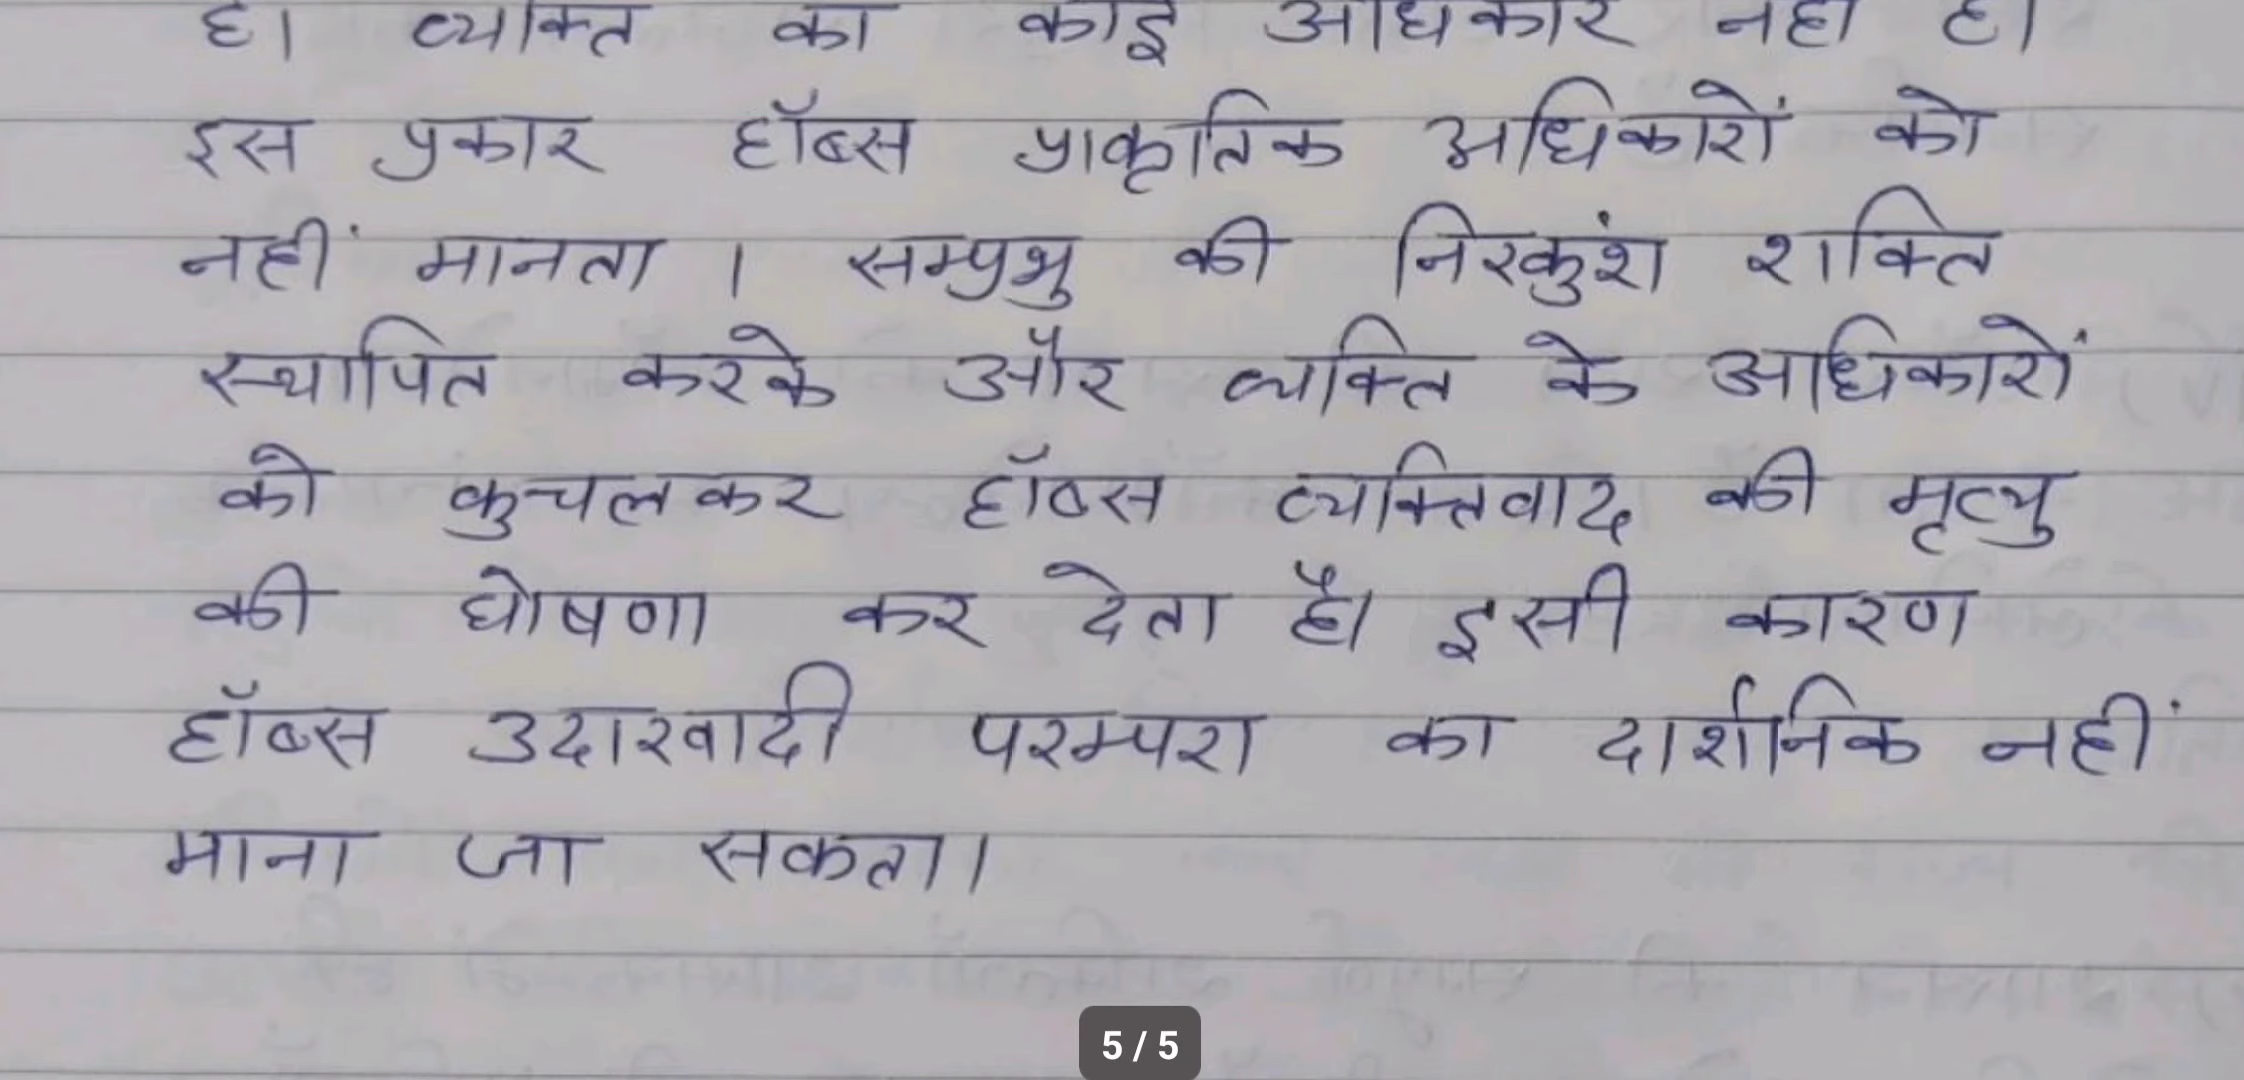 है। व्यक्ति का कोई अधिकार नहीं है।
इस प्रकार हॉब्स प्राकृतिक अधिकारों को
नहीं मानता । सम्प्रभु की निरकुंश शक्ति
स्थापित करके और व्यक्ति के अधिकारों
को कुचलकर हॉब्स व्यक्तिवाद की मृत्यु
की घोषणा कर देता है। इसी कारण
हॉब्स उदारवादी परम्परा का दार्शनिक नहीं
माना जा सकता।
5 / 5